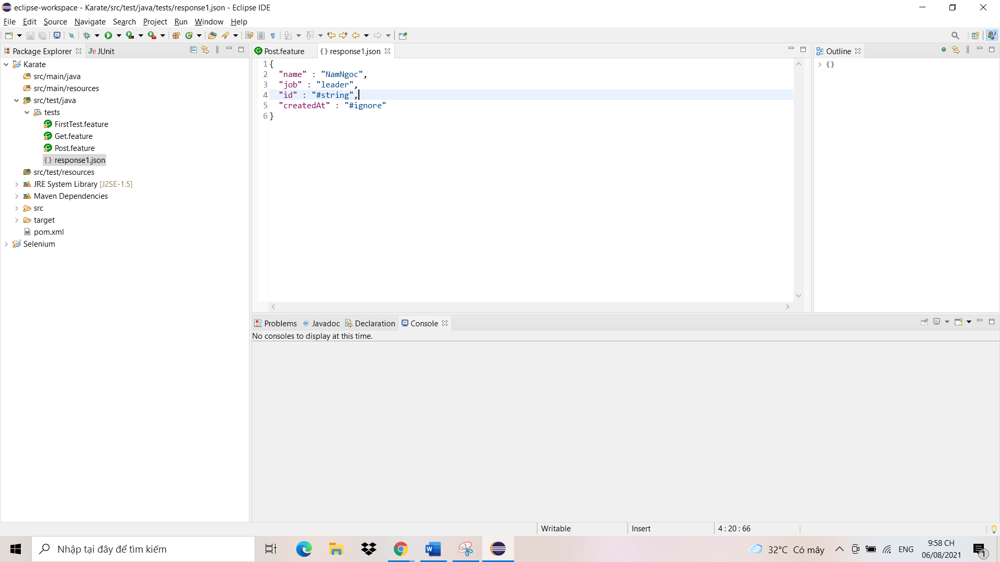 eclipse-workspace - Karate/src/test/java/tests/response1.json - Eclipse IDE
File Edit Source Navigate Search Project Run Window Help
Package Explorer
JUnit
Karate
src/main/java
src/main/resources
src/test/java
tests
FirstTest.feature
Get.feature
Post.feature
response1.json
src/test/resources
JRE System Library [J2SE-1.5]
Maven Dependencies
src
target
pom.xml
Selenium
Post.feature
{} response1.json
1 {
2 "name" : "NamNgoc",
3 "job" : "leader",
4 "id" : "#string",
5 "createdAt" : "#ignore"
6 }
Outline
{}
Problems @ Javadoc Declaration Console
No consoles to display at this time.
Writable Insert 4 : 20 : 66
Nhập tại đây để tìm kiếm
32°C Có mây
ENG
9:58 CH
06/08/2021
1